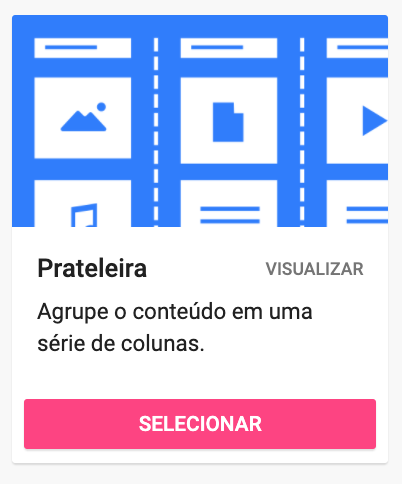 Prateleira
VISUALIZAR
Agrupe o conteúdo em uma
série de colunas.
SELECIONAR